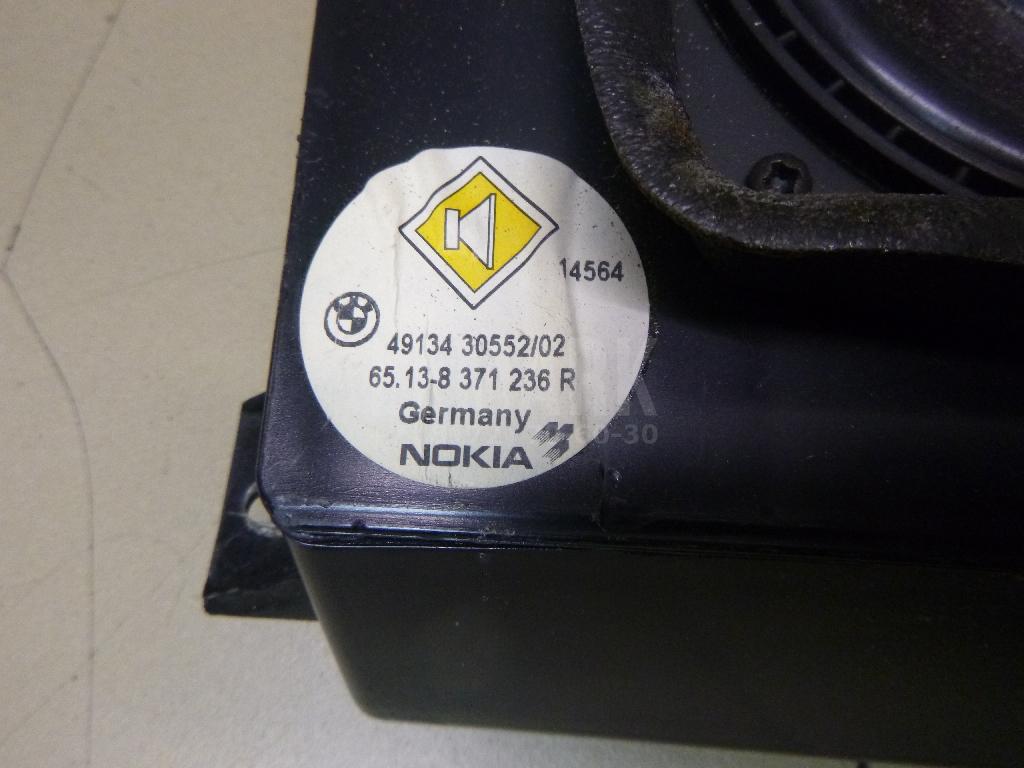 14564
49134 30552/02
65.13-8 371 236 R
Germany
NOKIA